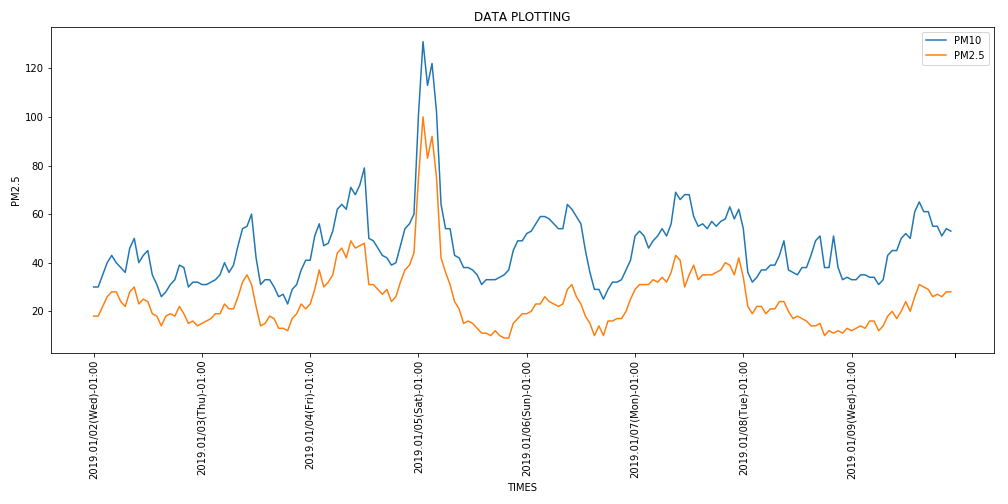 DATA PLOTTING
PM10
PM2.5
120
100
80
60
40
20
PM2.5
2019.01/02(Wed)-01:00
2019.01/03(Thu)-01:00
2019.01/04(Fri)-01:00
2019.01/05(Sat)-01:00
2019.01/06(Sun)-01:00
2019.01/07(Mon)-01:00
2019.01/08(Tue)-01:00
2019.01/09(Wed)-01:00
TIMES